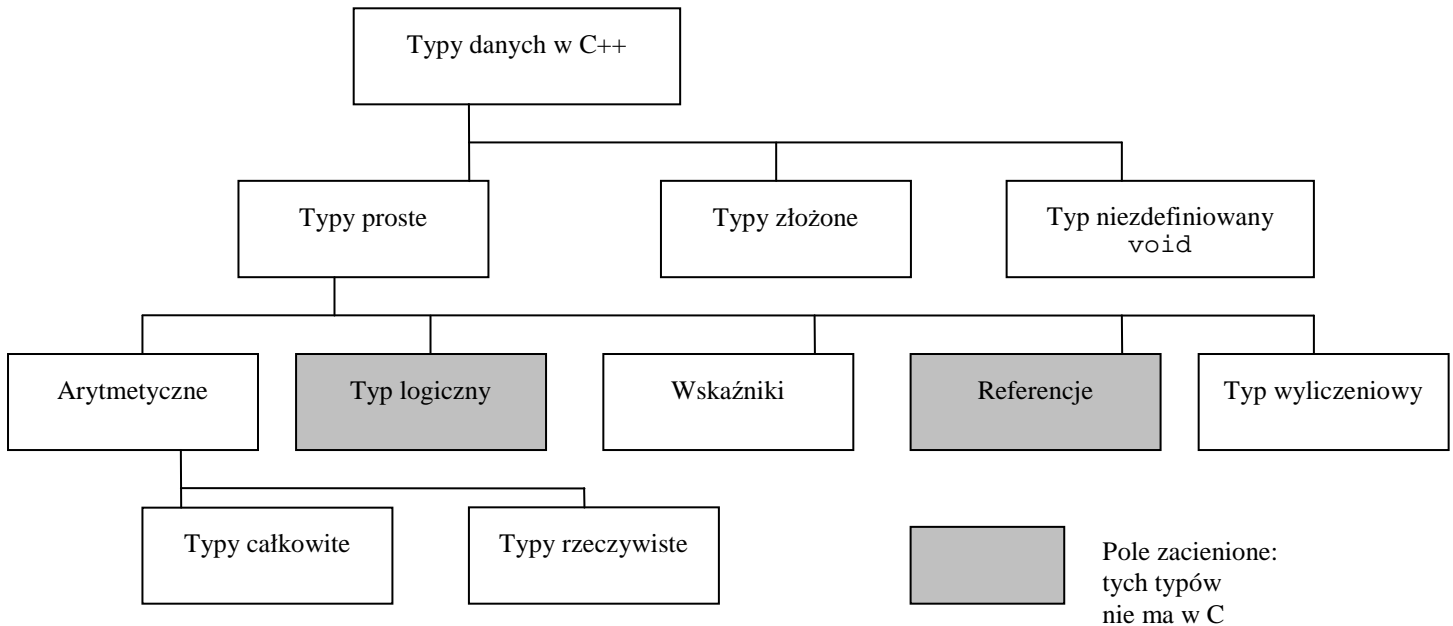 Typy danych w C++
Typy proste
Typy złożone
Typ niezdefiniowany
void
Arytmetyczne
Typ logiczny
Wskaźniki
Referencje
Typ wyliczeniowy
Typy całkowite
Typy rzeczywiste
Pole zacienione:
tych typów
nie ma w C